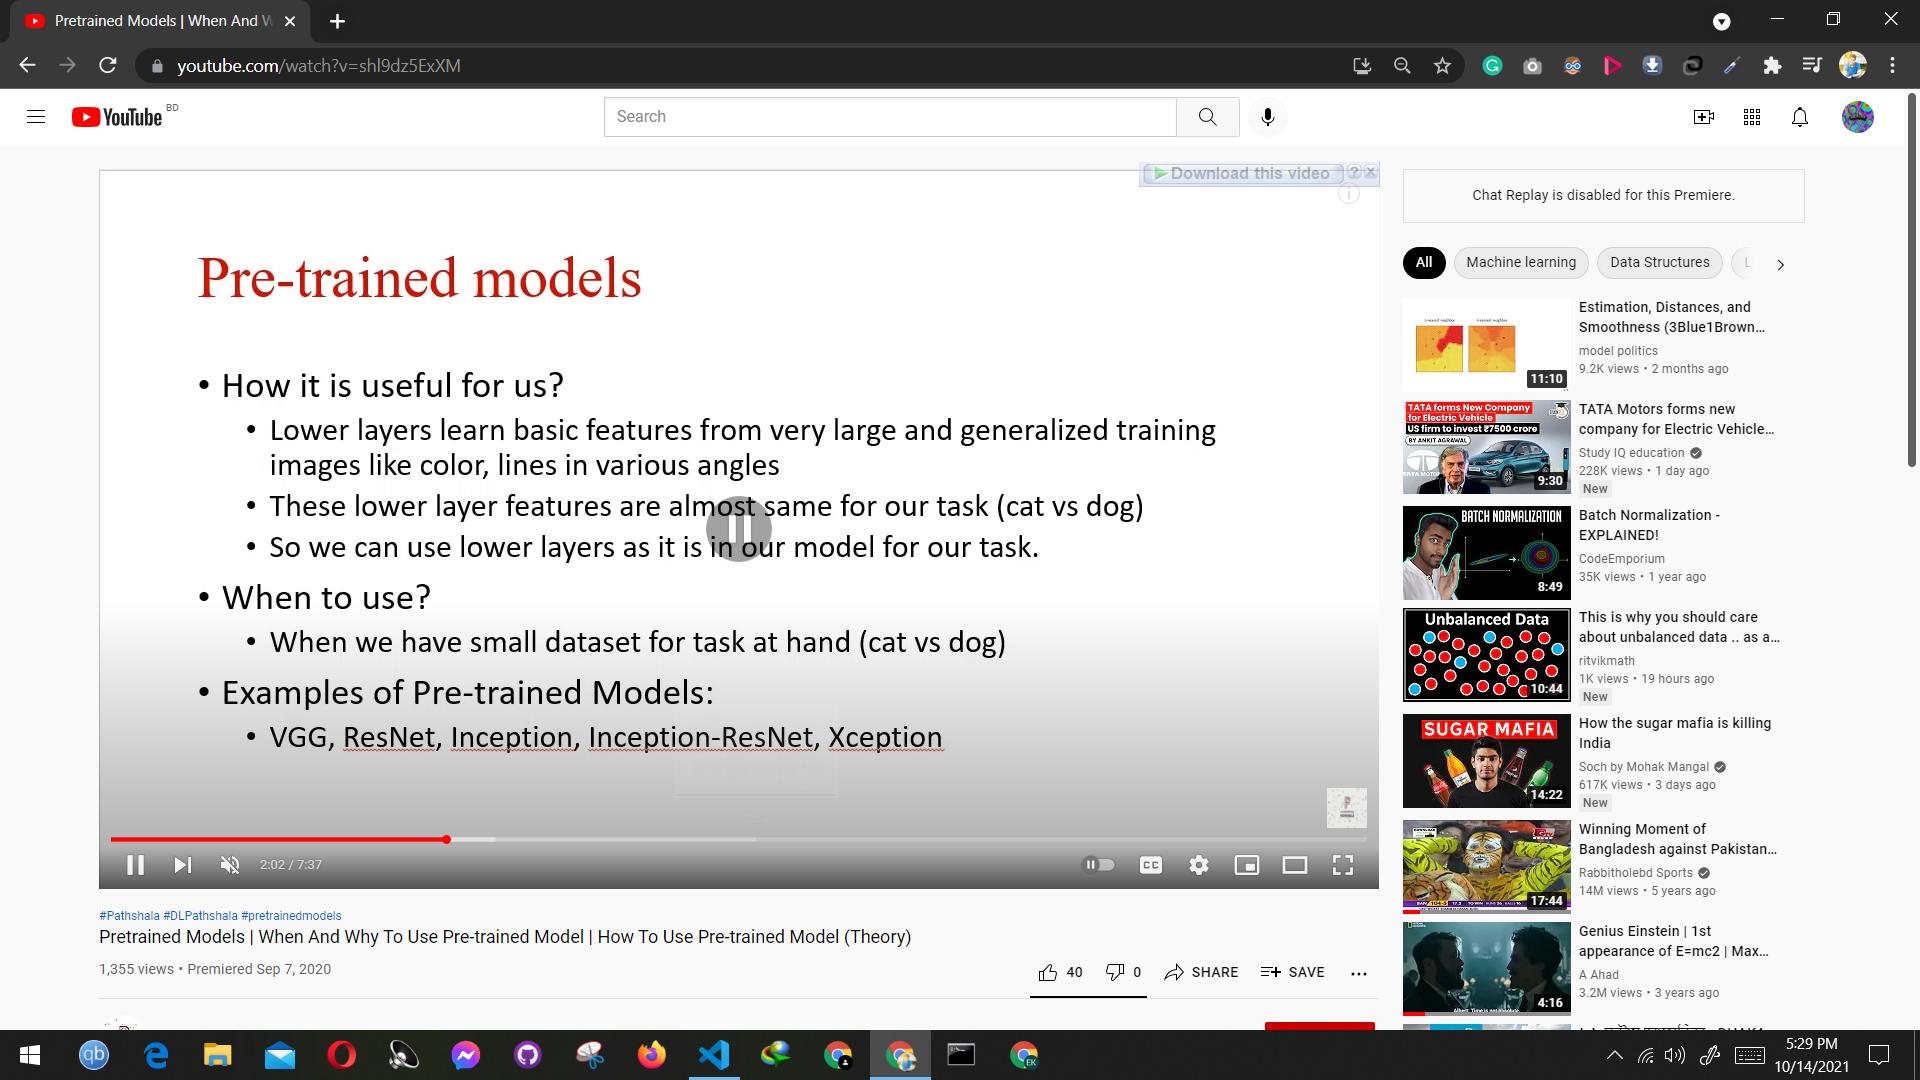 Pretrained Models | When And W
youtube.com/watch?v=shl9dz5ExXM
YouTube BD
Search
Download this video ? X
Pre-trained models
• How it is useful for us?
• Lower layers learn basic features from very large and generalized training
images like color, lines in various angles
• These lower layer features are almost same for our task (cat vs dog)
• So we can use lower layers as it is in our model for our task.
• When to use?
• When we have small dataset for task at hand (cat vs dog)
• Examples of Pre-trained Models:
• VGG, ResNet, Inception, Inception-ResNet, Xception
2:02 / 7:37
CC
#Pathshala #DLPathshala #pretrainedmodels
Pretrained Models | When And Why To Use Pre-trained Model | How To Use Pre-trained Model (Theory)
1,355 views • Premiered Sep 7, 2020
40 0 SHARE SAVE ...
Chat Replay is disabled for this Premiere.
All Machine learning Data Structures L
11:10
Estimation, Distances, and
Smoothness (3Blue1Brown...
model politics
9.2K views • 2 months ago
TATA forms New Company
for Electric Vehicle
US firm to invest ₹7500 crore
BY ANKIT AGRAWAL
9:30
TATA Motors forms new
company for Electric Vehicle...
Study IQ education
228K views • 1 day ago
New
BATCH NORMALIZATION
8:49
Batch Normalization -
EXPLAINED!
CodeEmporium
35K views • 1 year ago
Unbalanced Data
10:44
This is why you should care
about unbalanced data .. as a...
ritvikmath
1K views • 19 hours ago
New
SUGAR MAFIA
14:22
How the sugar mafia is killing
India
Soch by Mohak Mangal
617K views • 3 days ago
New
17:44
Winning Moment of
Bangladesh against Pakistan...
Rabbitholebd Sports
14M views • 5 years ago
Albert: Time is not absolute.
4:16
Genius Einstein | 1st
appearance of E=mc2 | Max...
A Ahad
3.2M views • 3 years ago
qb
EK
5:29 PM
10/14/2021